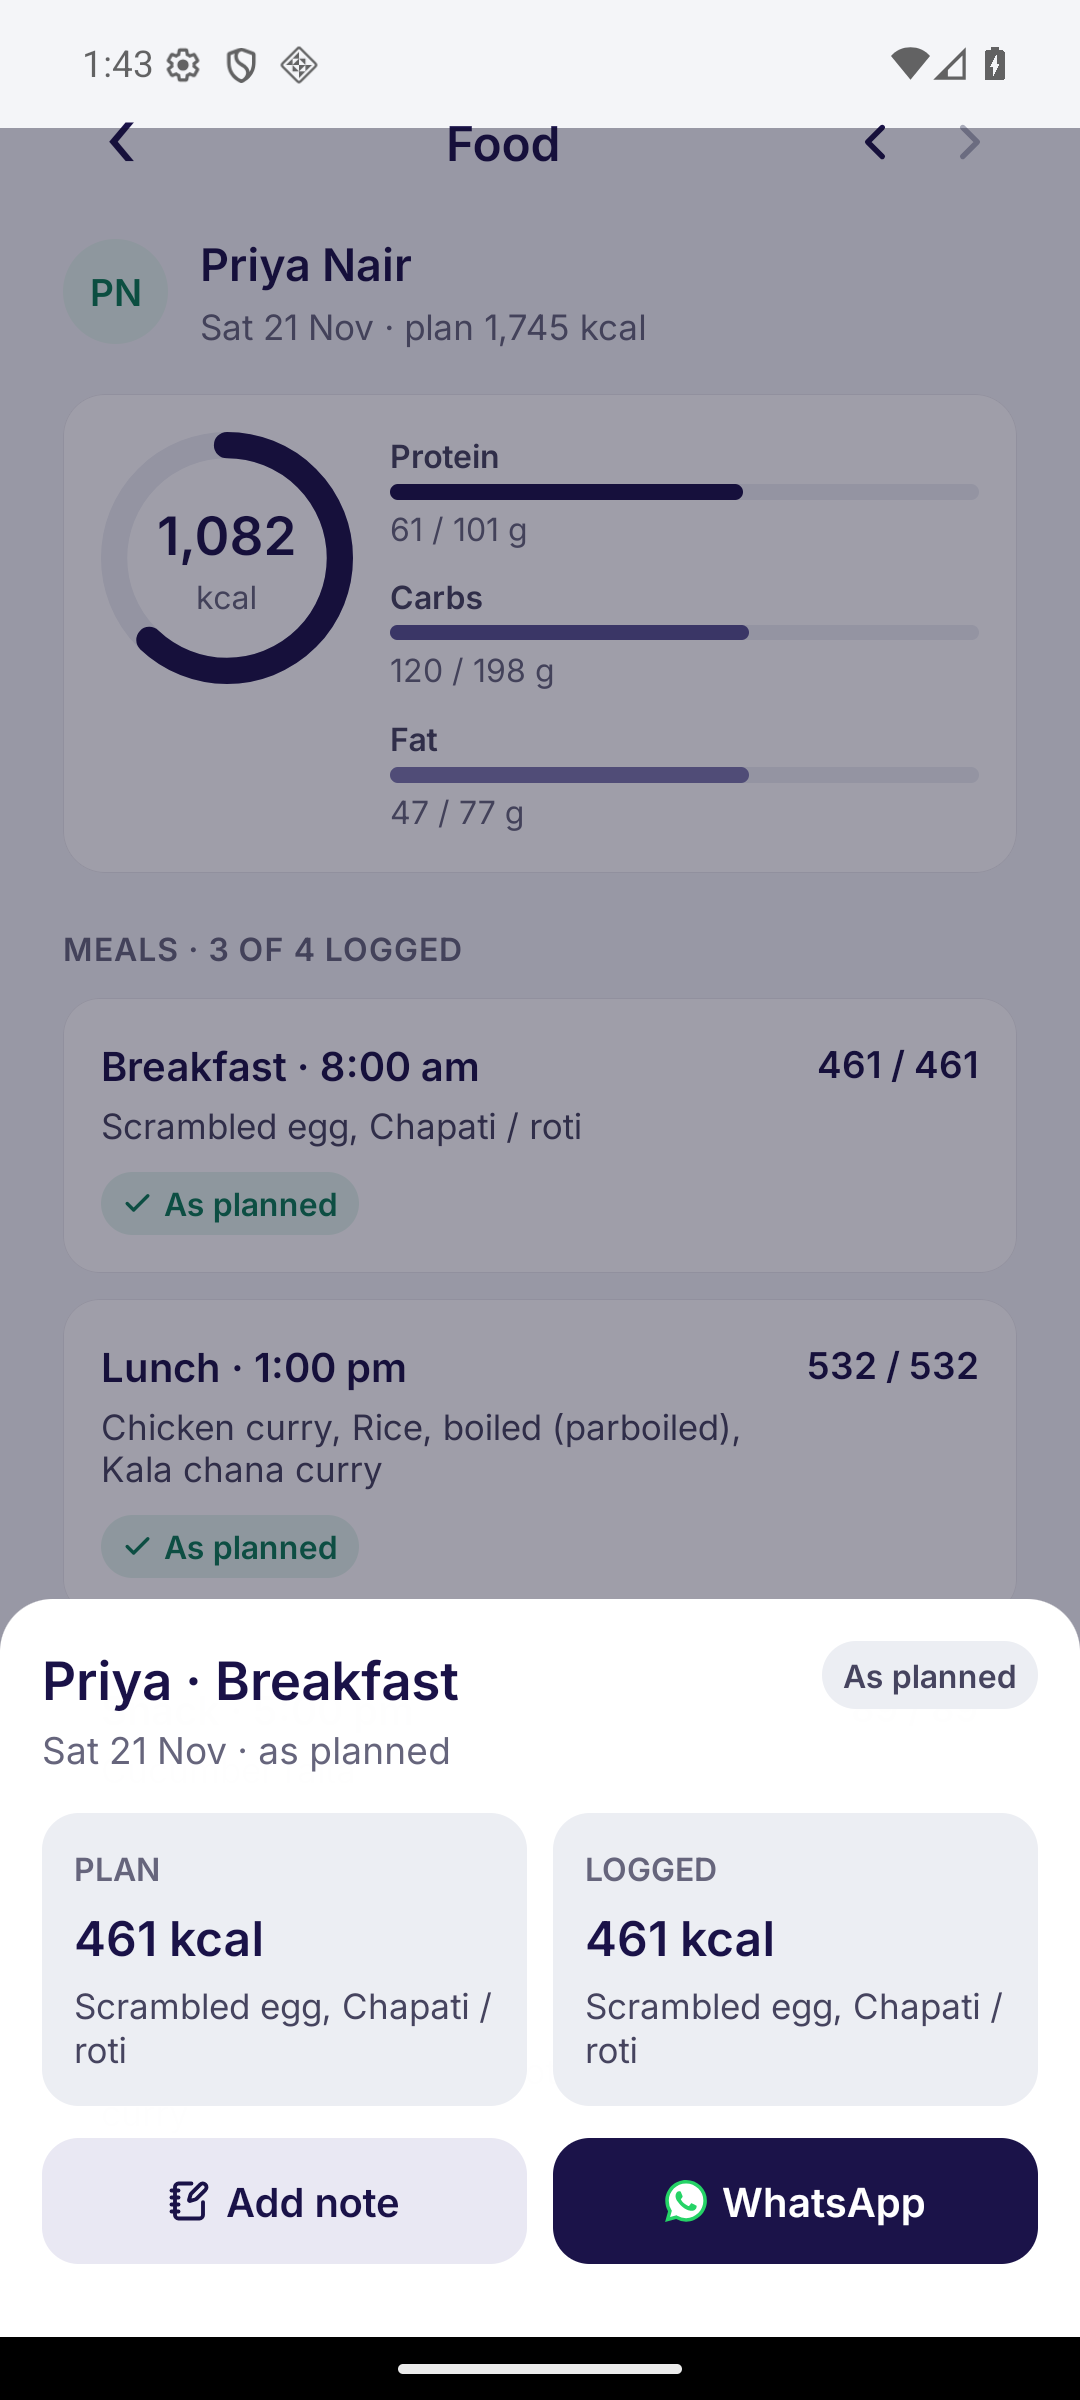 1:43
Food
PN
Priya Nair
Sat 21 Nov · plan 1,745 kcal
1,082
kcal
Protein
61 / 101 g
Carbs
120 / 198 g
Fat
47 / 77 g
MEALS · 3 OF 4 LOGGED
Breakfast · 8:00 am
461 / 461
Scrambled egg, Chapati / roti
As planned
Lunch · 1:00 pm
532 / 532
Chicken curry, Rice, boiled (parboiled),
Kala chana curry
As planned
Priya · Breakfast
As planned
Sat 21 Nov · as planned
PLAN
461 kcal
Scrambled egg, Chapati /
roti
LOGGED
461 kcal
Scrambled egg, Chapati /
roti
Add note
WhatsApp